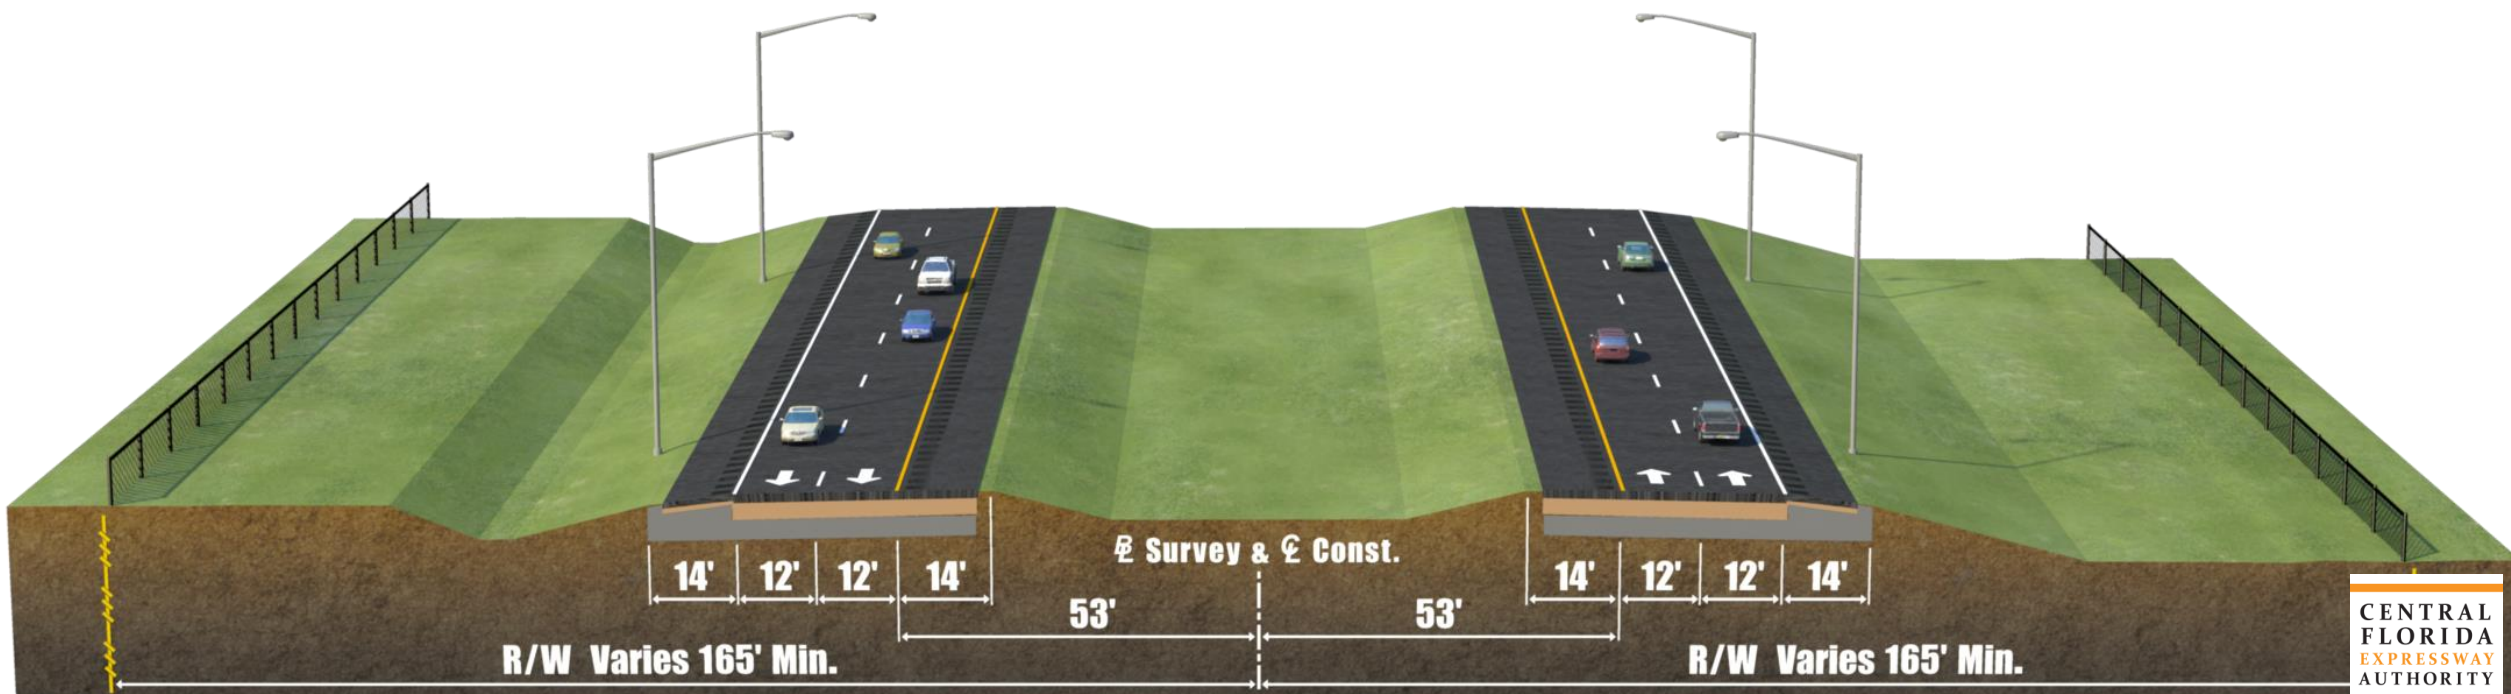 ℄ Survey & ℄ Const.
14' 12' 12' 14'
14' 12' 12' 14'
53' 53'
R/W Varies 165' Min.
R/W Varies 165' Min.
CENTRAL
FLORIDA
EXPRESSWAY
AUTHORITY